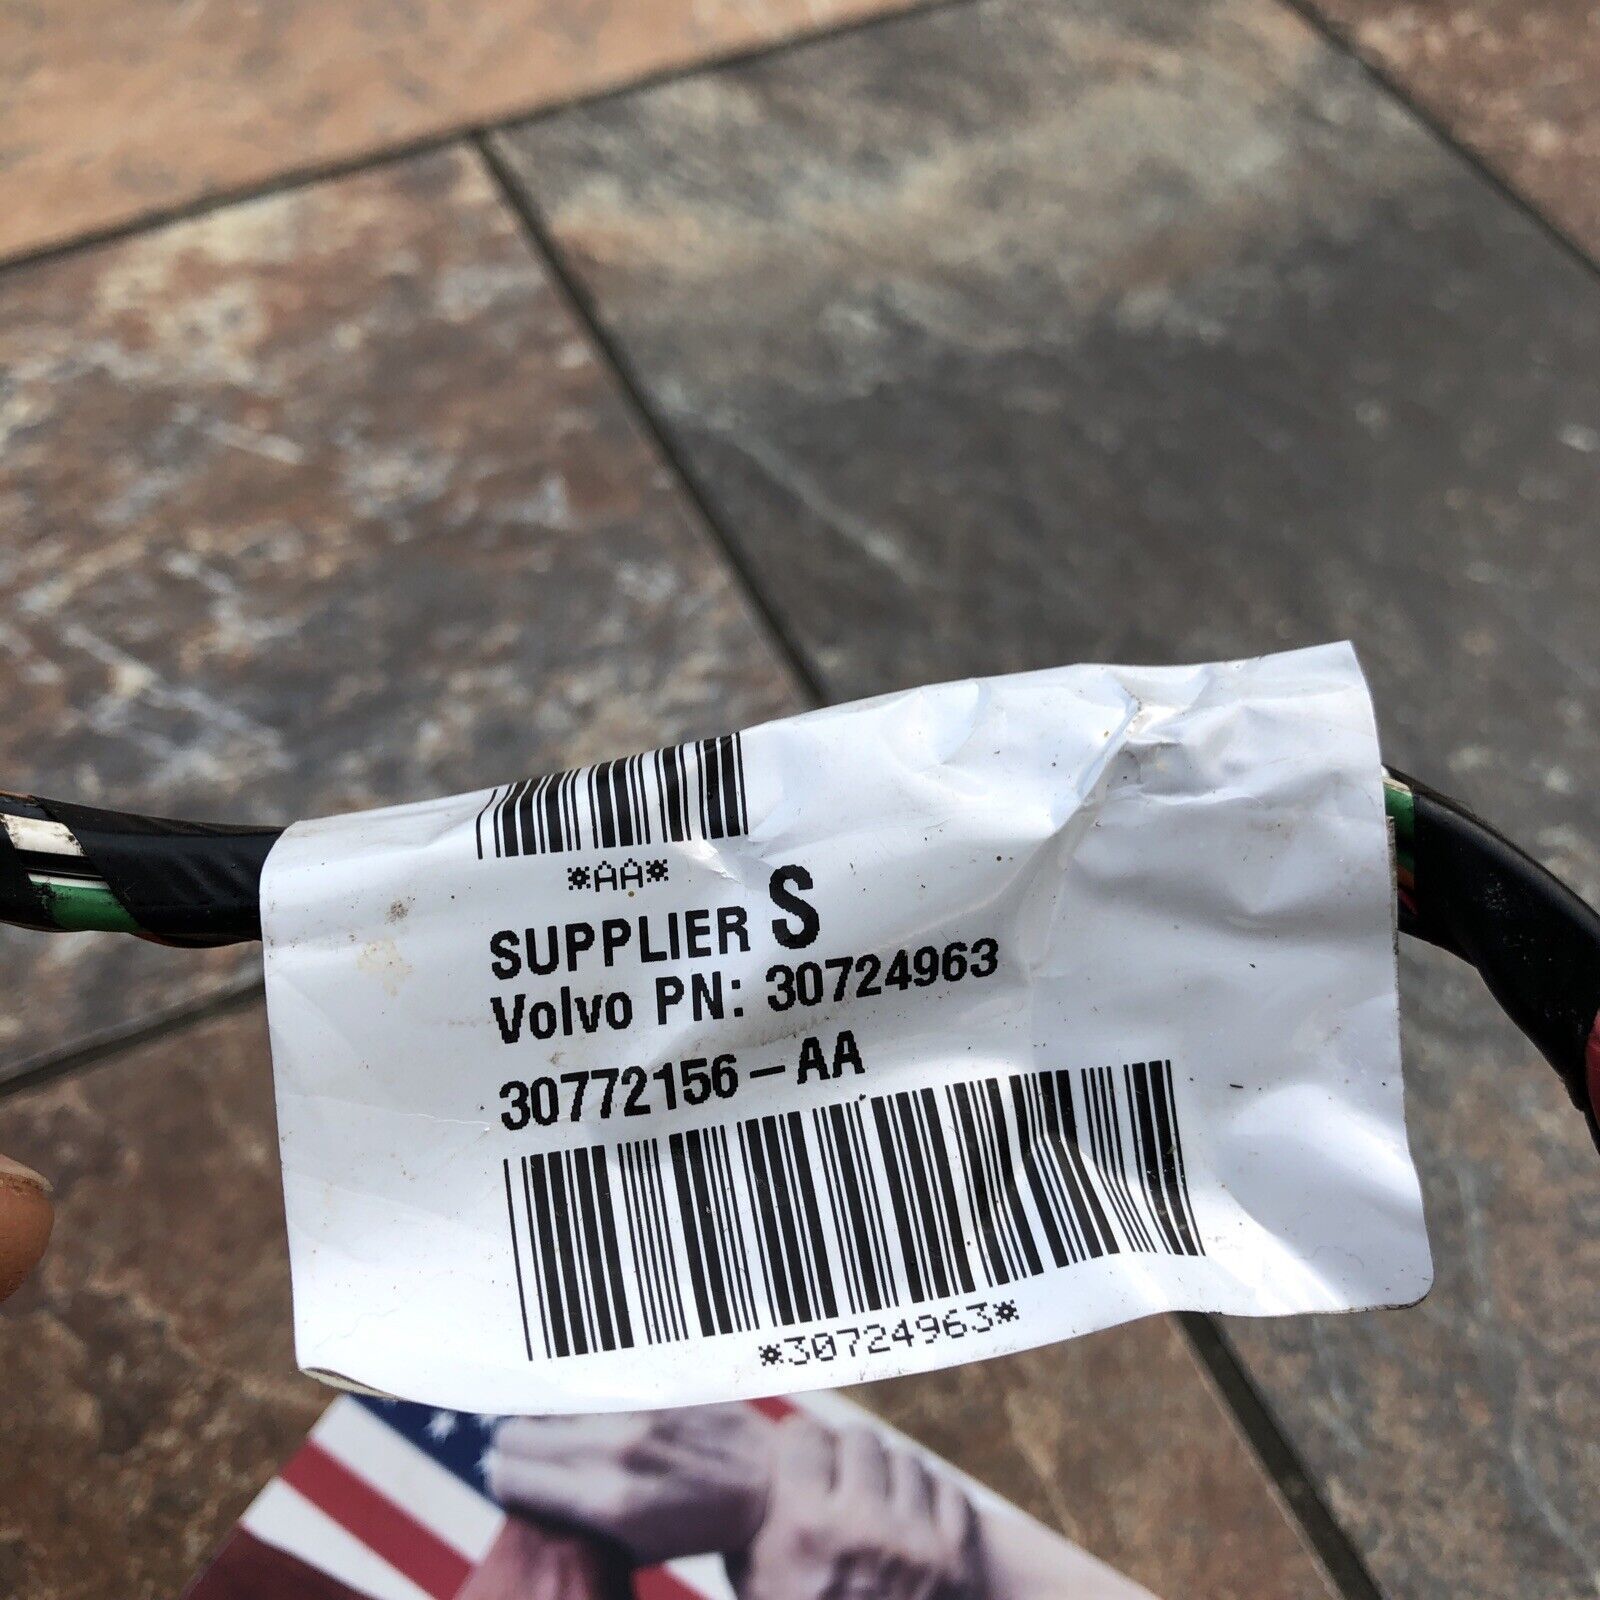 *AA*
SUPPLIER S
Volvo PN: 30724963
30772156-AA
*30724963*